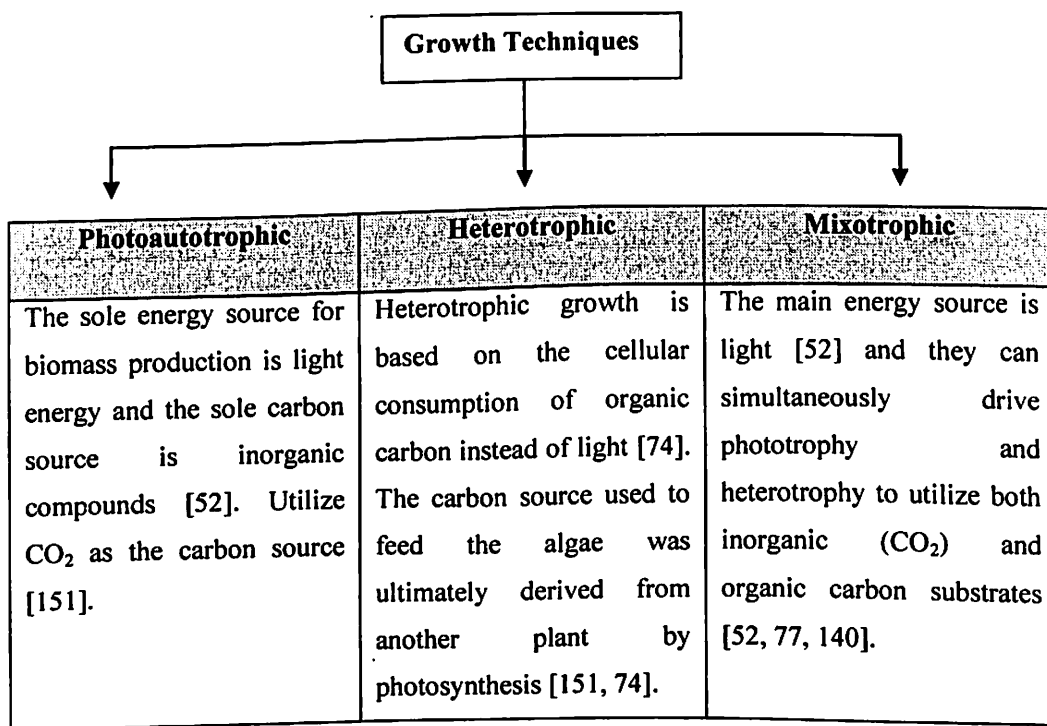 Growth Techniques
Photoautotrophic
The sole energy source for
biomass production is light
energy and the sole carbon
source is inorganic
compounds [52]. Utilize
CO₂ as the carbon source
[151].
Heterotrophic
Heterotrophic growth is
based on the cellular
consumption of organic
carbon instead of light [74].
The carbon source used to
feed the algae was
ultimately derived from
another plant by
photosynthesis [151, 74].
Mixotrophic
The main energy source is
light [52] and they can
simultaneously drive
phototrophy and
heterotrophy to utilize both
inorganic (CO₂) and
organic carbon substrates
[52, 77, 140].